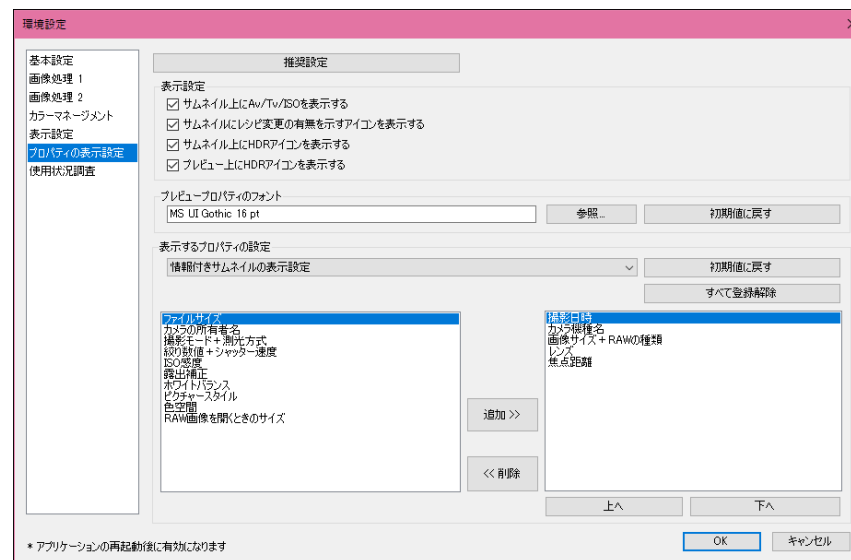 環境設定
基本設定
画像処理 1
画像処理 2
カラーマネージメント
表示設定
プロパティの表示設定
使用状況調査
推奨設定
表示設定
サムネイル上にAv/Tv/ISOを表示する
サムネイルにレシピ変更の有無を示すアイコンを表示する
サムネイル上にHDRアイコンを表示する
プレビュー上にHDRアイコンを表示する
プレビュープロパティのフォント
MS UI Gothic 16 pt
参照...
初期値に戻す
表示するプロパティの設定
情報付きサムネイルの表示設定
初期値に戻す
すべて登録解除
ファイルサイズ
カメラの所有者名
撮影モード+測光方式
絞り数値+シャッター速度
ISO感度
露出補正
ホワイトバランス
ピクチャースタイル
色空間
RAW画像を開くときのサイズ
追加 >>
<< 削除
撮影日時
カメラ機種名
画像サイズ+RAWの種類
レンズ
焦点距離
上へ
下へ
* アプリケーションの再起動後に有効になります
OK
キャンセル